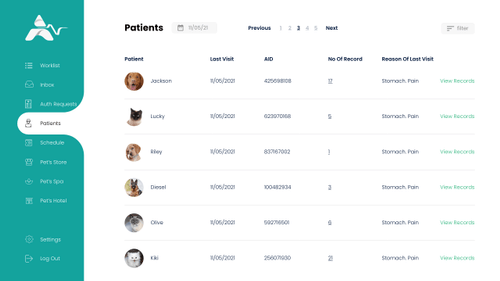 Patients
11/05/21
Previous 1 2 3 4 5 Next
filter
Worklist
Inbox
Auth Requests
Patients
Schedule
Pet's Store
Pet's Spa
Pet's Hotel
Settings
Log Out
Patient Last Visit AID No Of Record Reason Of Last Visit
Jackson 11/05/2021 425698108 17 Stomach. Pain View Records
Lucky 11/05/2021 623970168 5 Stomach. Pain View Records
Riley 11/05/2021 837167002 1 Stomach. Pain View Records
Diesel 11/05/2021 100482934 3 Stomach. Pain View Records
Olive 11/05/2021 592716501 6 Stomach. Pain View Records
Kiki 11/05/2021 256071930 21 Stomach. Pain View Records